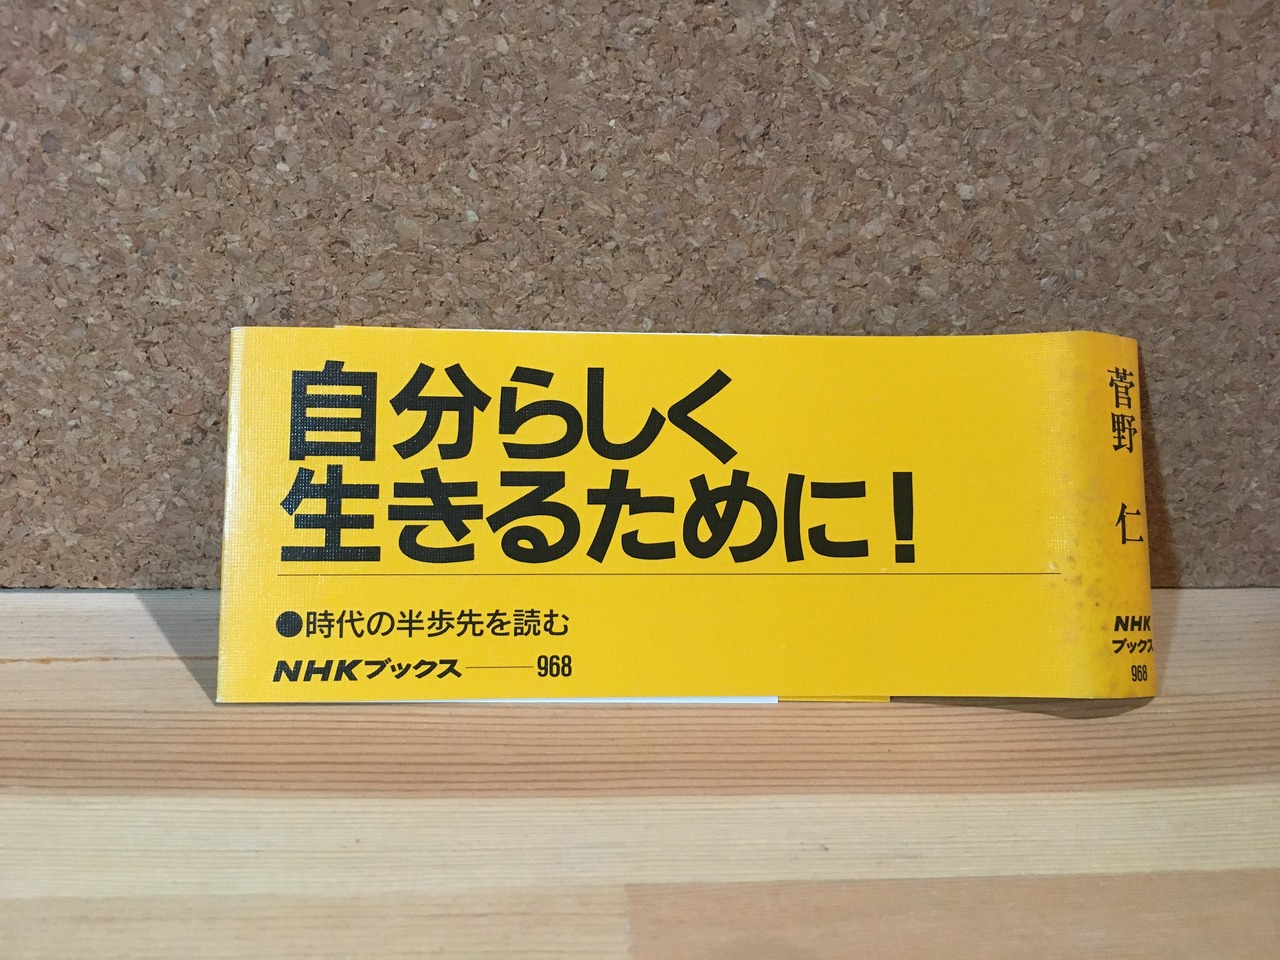 自分らしく
生きるために!
●時代の半歩先を読む
NHKブックス——968
菅野 仁
NHK
ブックス
968